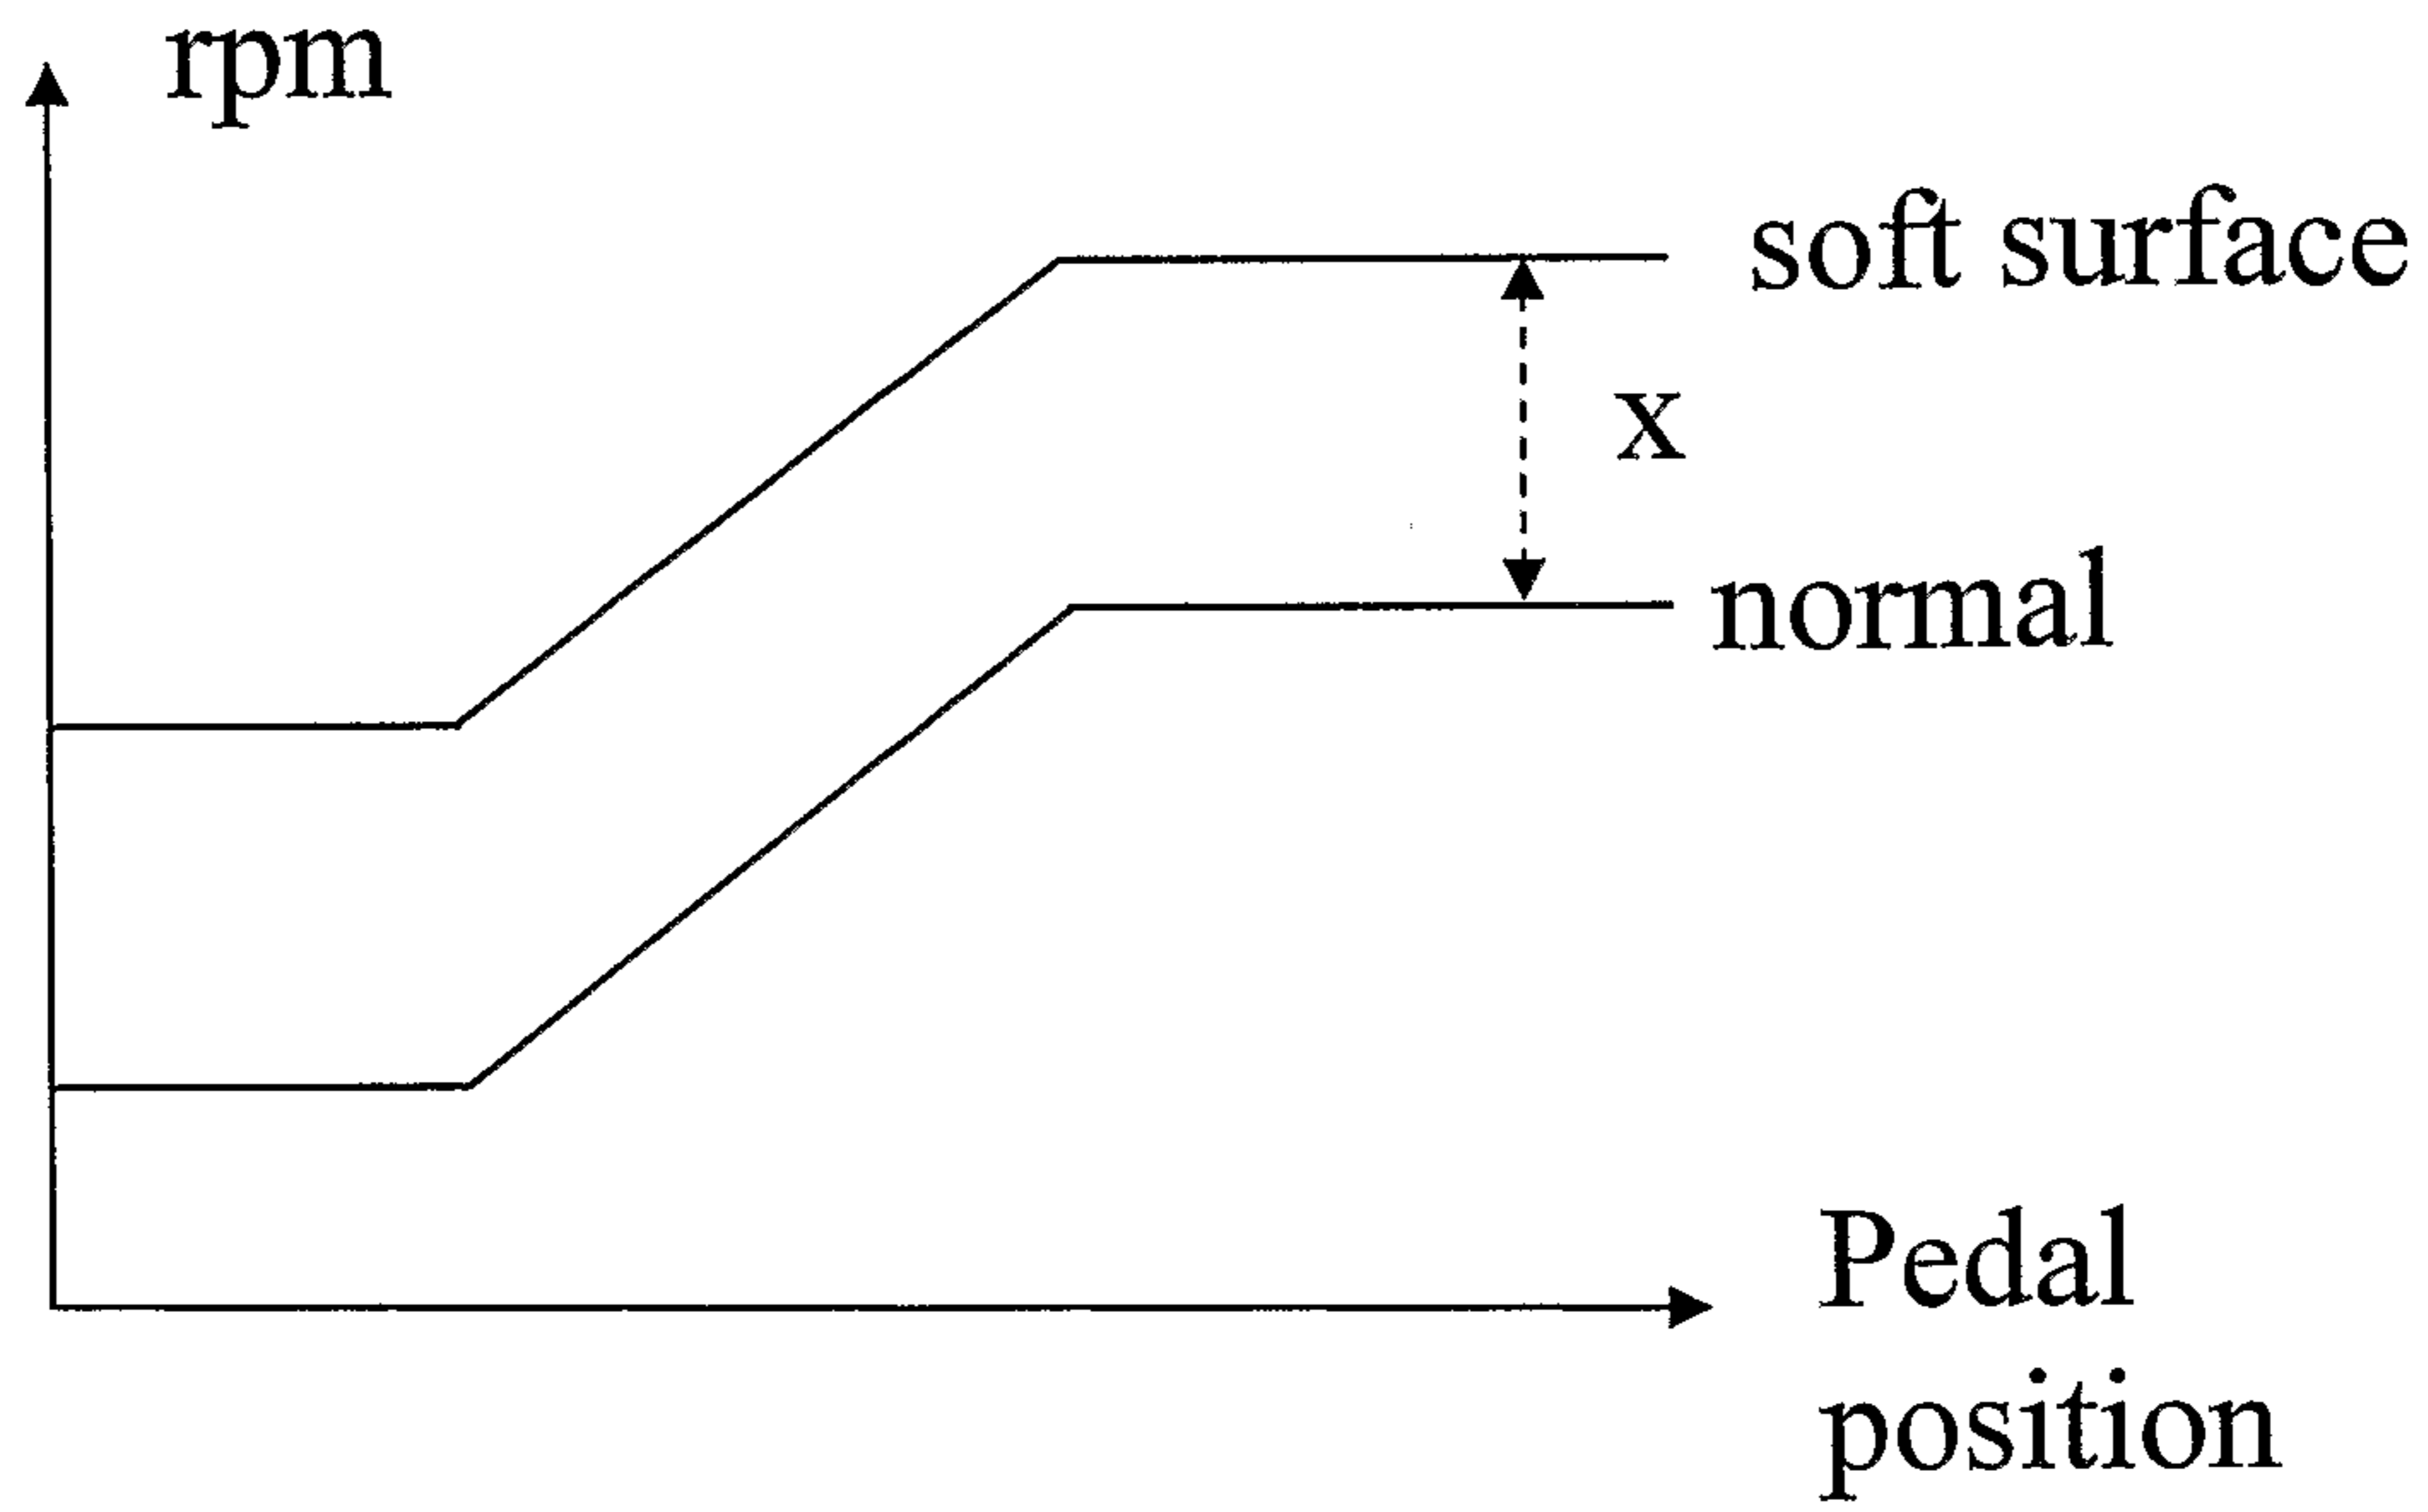 rpm
soft surface
x
normal
Pedal
position